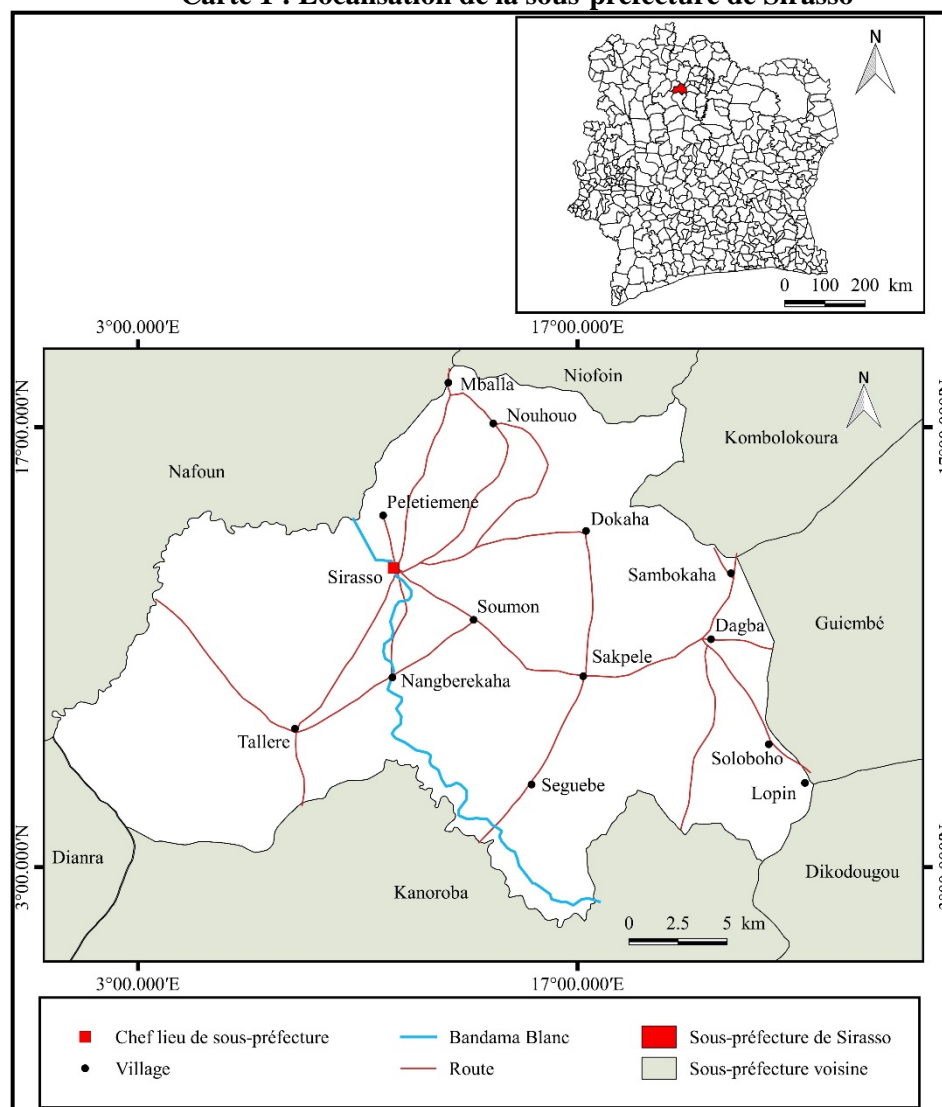 Carte 1 : Localisation de la sous-préfecture de Sirasso
N
0 100 200 km
3°00.000'E 17°00.000'E
Niofoin
N
Mballa
Nouhouo
Kombolokoura
17°00.000'N
Nafoun
Peletiemene
Dokaha
Sirasso
Sambokaha
Soumon
Dagba
Guiembé
Nangberekaha
Sakpele
Tallere
Soloboho
Seguebe
Lopin
Dianra
3°00.000'N
Kanoroba
Dikodougou
0 2.5 5 km
3°00.000'E 17°00.000'E
Chef lieu de sous-préfecture
Bandama Blanc
Sous-préfecture de Sirasso
Village
Route
Sous-préfecture voisine